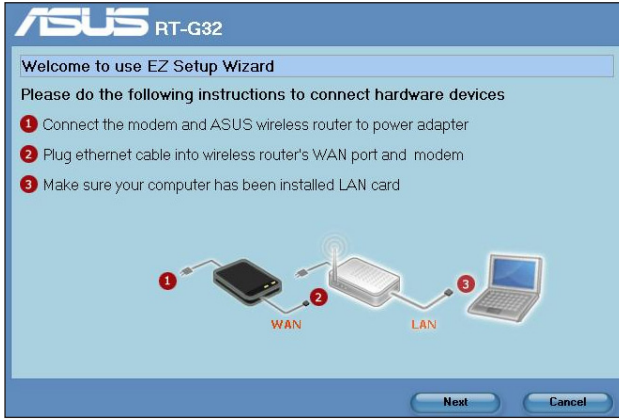 ASUS RT-G32
Welcome to use EZ Setup Wizard
Please do the following instructions to connect hardware devices
1 Connect the modem and ASUS wireless router to power adapter
2 Plug ethernet cable into wireless router's WAN port and modem
3 Make sure your computer has been installed LAN card
1
2
3
WAN
LAN
Next
Cancel